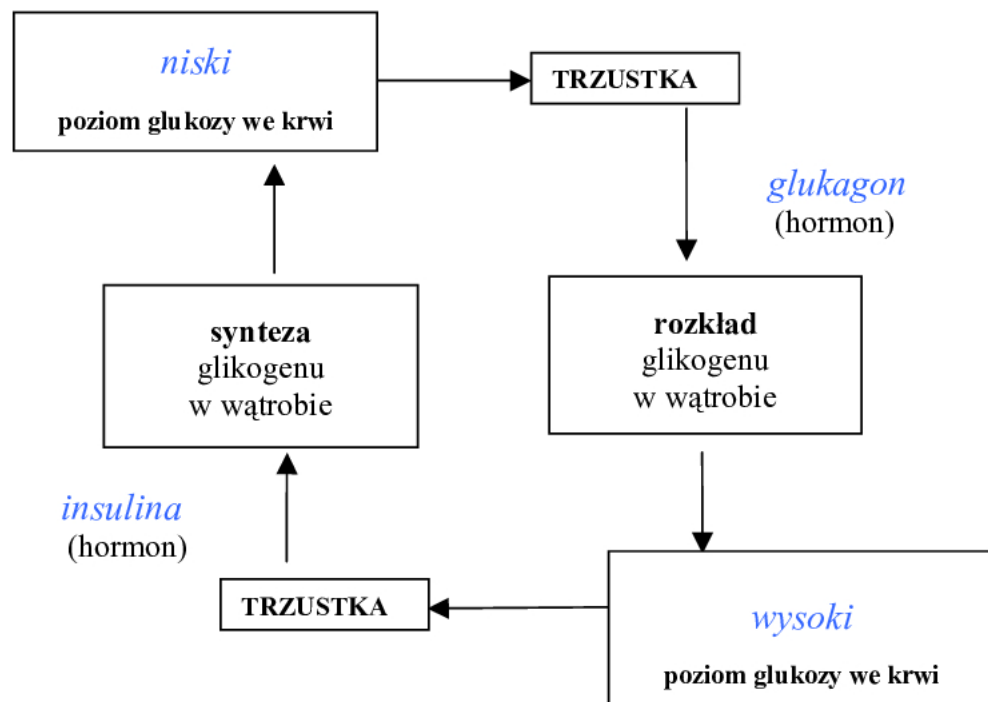 niski
poziom glukozy we krwi
TRZUSTKA
glukagon
(hormon)
synteza
glikogenu
w wątrobie
rozkład
glikogenu
w wątrobie
insulina
(hormon)
TRZUSTKA
wysoki
poziom glukozy we krwi